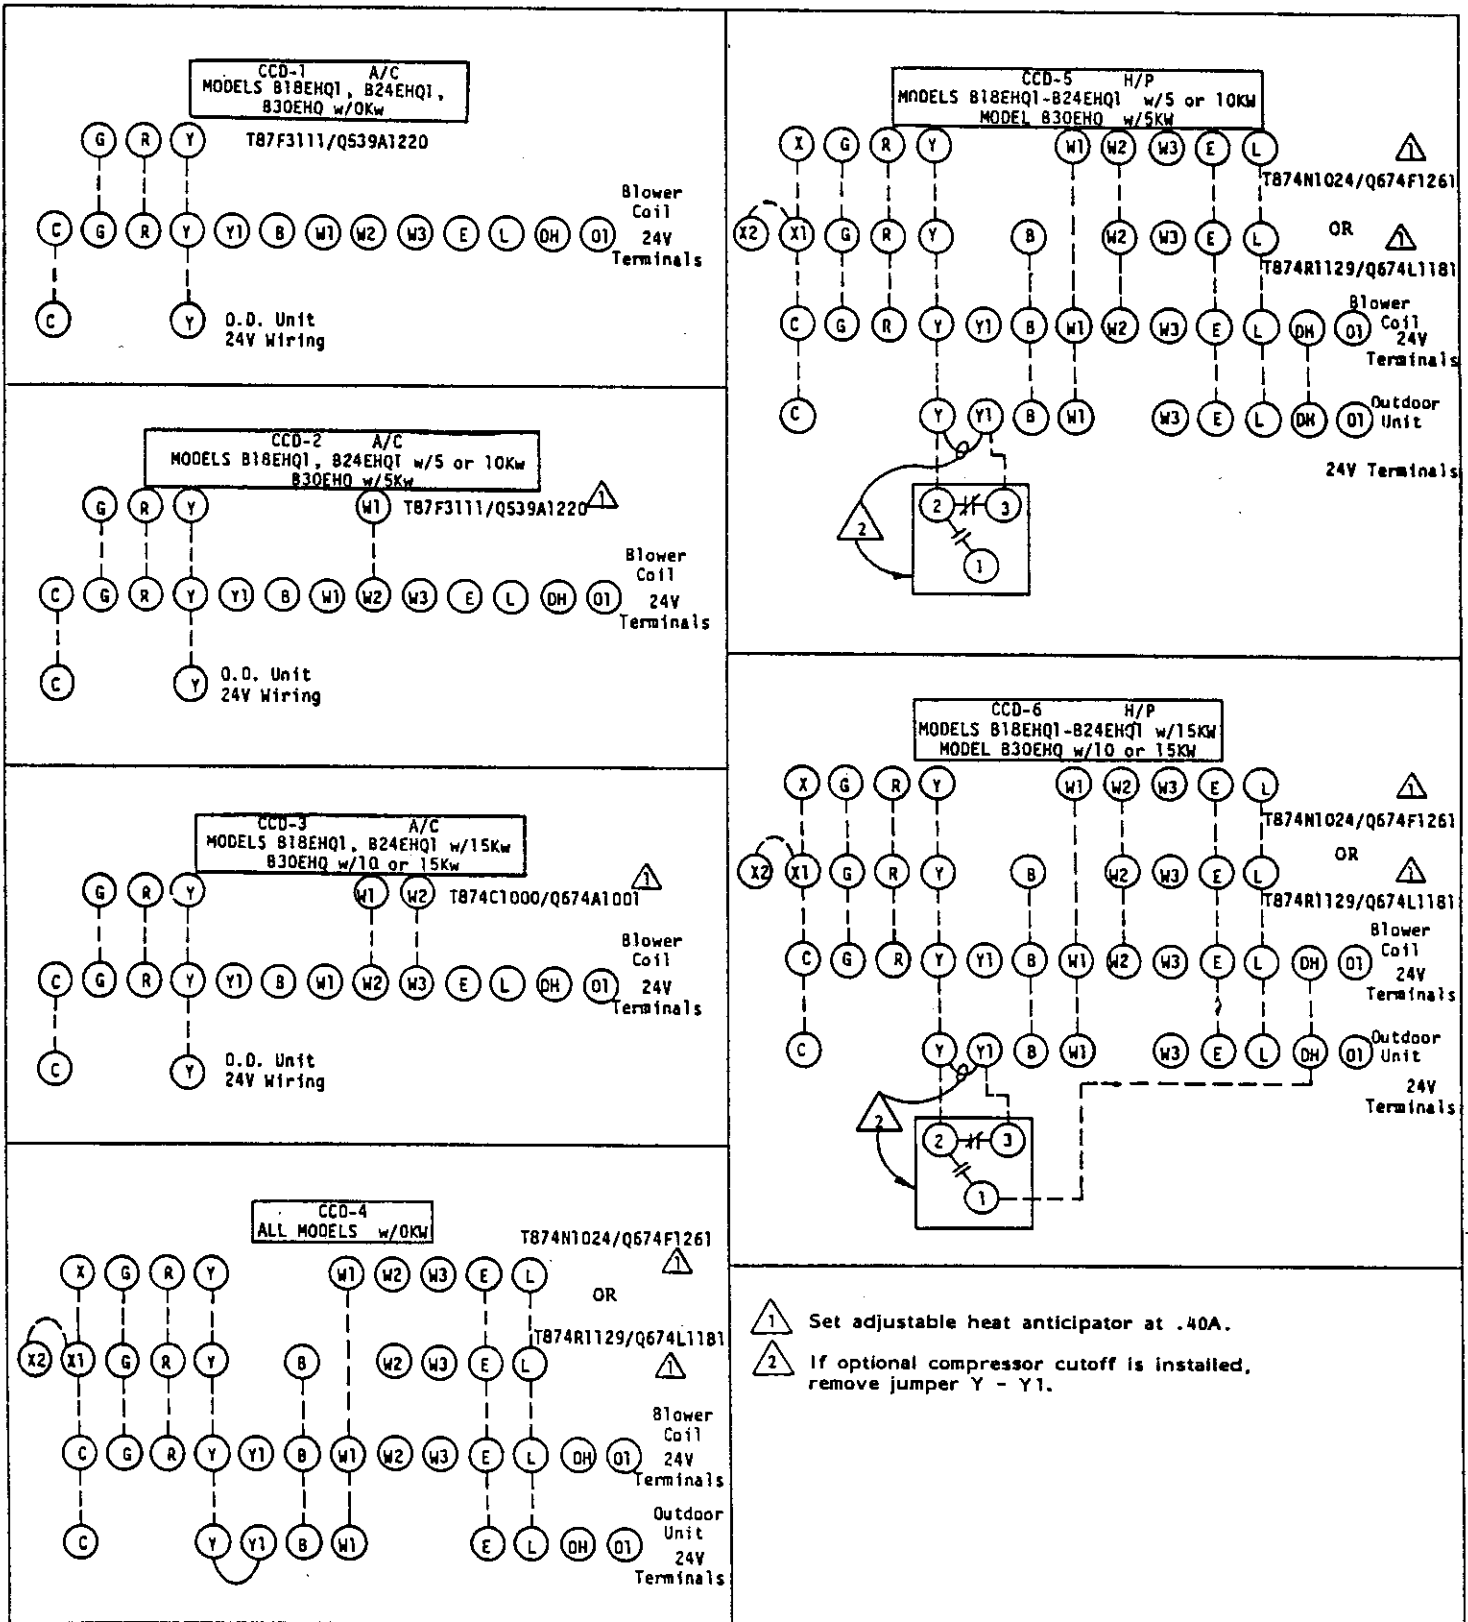 CCD-1 A/C
MODELS B18EHQ1, B24EHQ1,
B30EHQ w/0Kw
G R Y T87F3111/Q539A1220
Blower
Coil
C G R Y Y1 B W1 W2 W3 E L DH O1 24V
Terminals
C Y O.D. Unit
24V Wiring
CCD-2 A/C
MODELS B18EHQ1, B24EHQ1 w/5 or 10Kw
B30EHQ w/5Kw
G R Y W1 T87F3111/Q539A1220 1
Blower
Coil
C G R Y Y1 B W1 W2 W3 E L DH O1 24V
Terminals
C Y O.D. Unit
24V Wiring
CCD-3 A/C
MODELS B18EHQ1, B24EHQ1 w/15Kw
B30EHQ w/10 or 15Kw
G R Y W1 W2 T874C1000/Q674A1001 1
Blower
Coil
C G R Y Y1 B W1 W2 W3 E L DH O1 24V
Terminals
C Y O.D. Unit
24V Wiring
CCD-4
ALL MODELS w/0KW
T874N1024/Q674F1261
X G R Y W1 W2 W3 E L 1
OR
T874R1129/Q674L1181
X2 X1 G R Y B W2 W3 E L 1
Blower
Coil
C G R Y Y1 B W1 W2 W3 E L DH O1 24V
Terminals
Outdoor
Unit
C Y Y1 B W1 E L DH O1 24V
Terminals
CCD-5 H/P
MODELS B18EHQ1-B24EHQ1 w/5 or 10KW
MODEL B30EHQ w/5KW
X G R Y W1 W2 W3 E L 1
T874N1024/Q674F1261
X2 X1 G R Y B W2 W3 E L OR 1
T874R1129/Q674L1181
Blower
C G R Y Y1 B W1 W2 W3 E L DH O1 Coil
24V
Terminals
C Y Y1 B W1 W3 E L DH O1 Outdoor
Unit
24V Terminals
2 3
2
1
CCD-6 H/P
MODELS B18EHQ1-B24EHQ1 w/15KW
MODEL B30EHQ w/10 or 15KW
X G R Y W1 W2 W3 E L 1
T874N1024/Q674F1261
OR
X2 X1 G R Y B W2 W3 E L 1
T874R1129/Q674L1181
Blower
Coil
C G R Y Y1 B W1 W2 W3 E L DH O1 24V
Terminals
C Y Y1 B W1 W3 E L DH O1 Outdoor
Unit
24V
Terminals
2
2 3
1
1 Set adjustable heat anticipator at .40A.
2 If optional compressor cutoff is installed,
remove jumper Y - Y1.